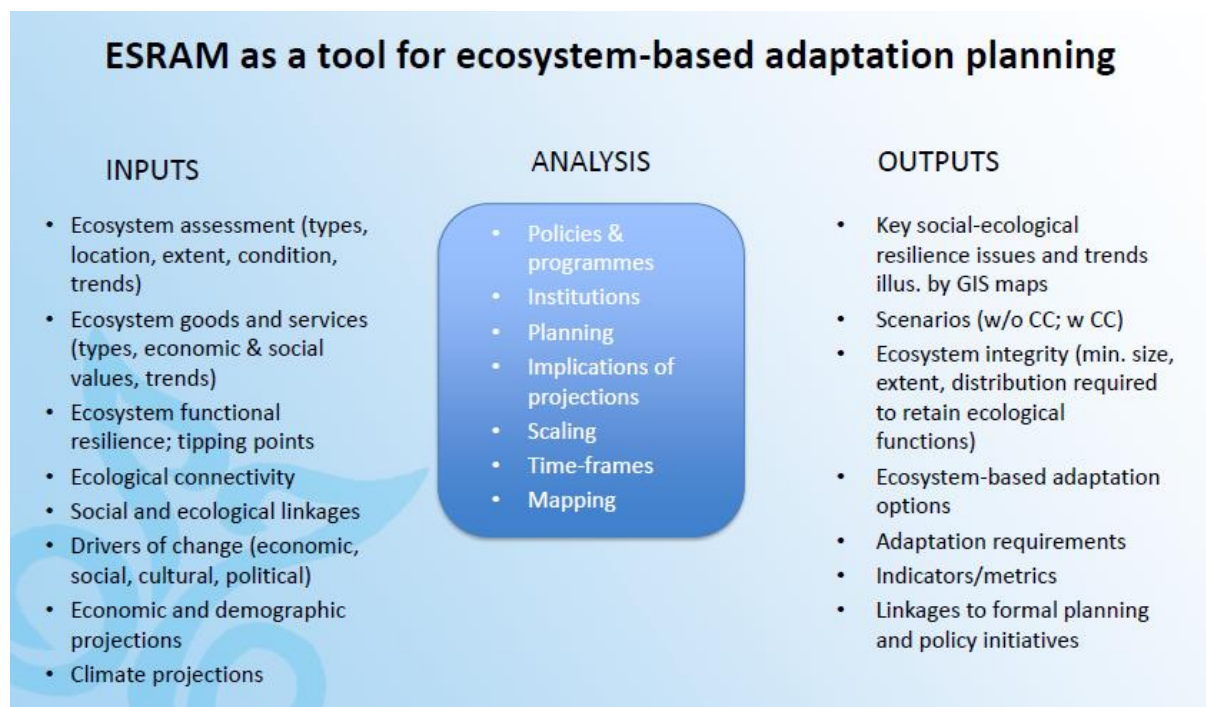 ESRAM as a tool for ecosystem-based adaptation planning
INPUTS
• Ecosystem assessment (types,
location, extent, condition,
trends)
• Ecosystem goods and services
(types, economic & social
values, trends)
• Ecosystem functional
resilience; tipping points
• Ecological connectivity
• Social and ecological linkages
• Drivers of change (economic,
social, cultural, political)
• Economic and demographic
projections
• Climate projections
ANALYSIS
• Policies &
programmes
• Institutions
• Planning
• Implications of
projections
• Scaling
• Time-frames
• Mapping
OUTPUTS
• Key social-ecological
resilience issues and trends
illus. by GIS maps
• Scenarios (w/o CC; w CC)
• Ecosystem integrity (min. size,
extent, distribution required
to retain ecological
functions)
• Ecosystem-based adaptation
options
• Adaptation requirements
• Indicators/metrics
• Linkages to formal planning
and policy initiatives